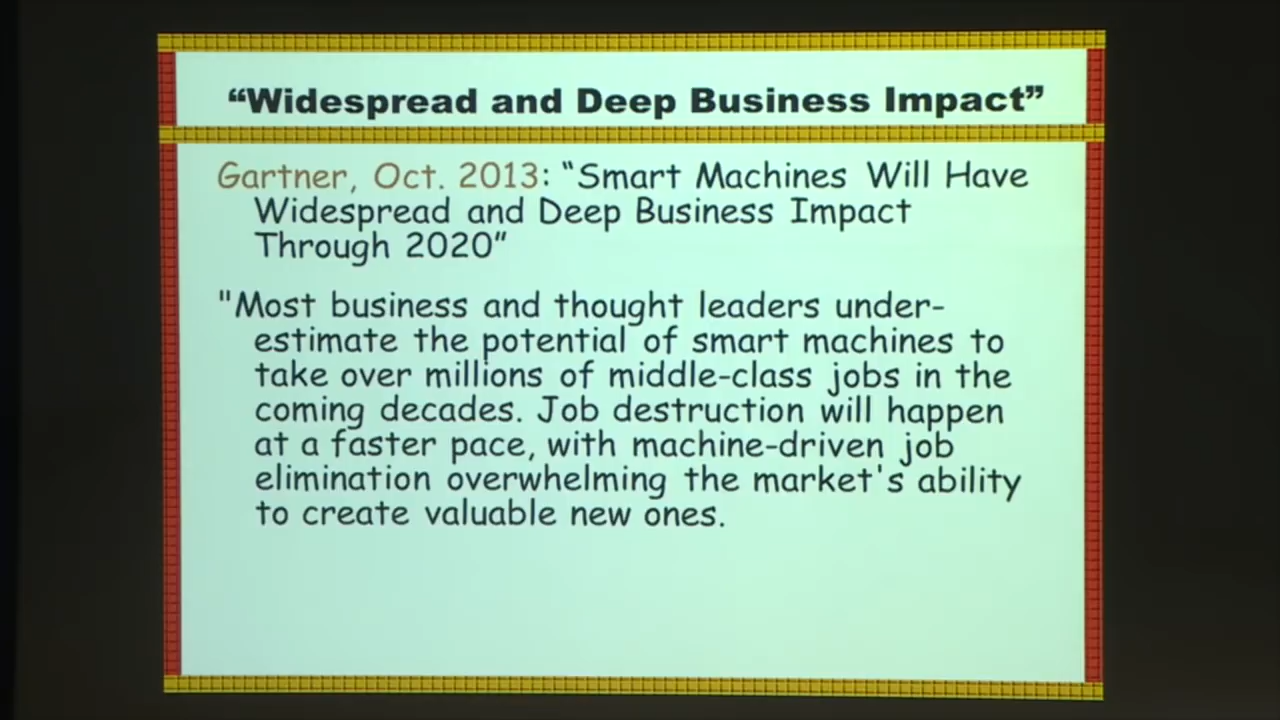 “Widespread and Deep Business Impact”
Gartner, Oct. 2013: “Smart Machines Will Have
Widespread and Deep Business Impact
Through 2020”
"Most business and thought leaders under-
estimate the potential of smart machines to
take over millions of middle-class jobs in the
coming decades. Job destruction will happen
at a faster pace, with machine-driven job
elimination overwhelming the market's ability
to create valuable new ones.